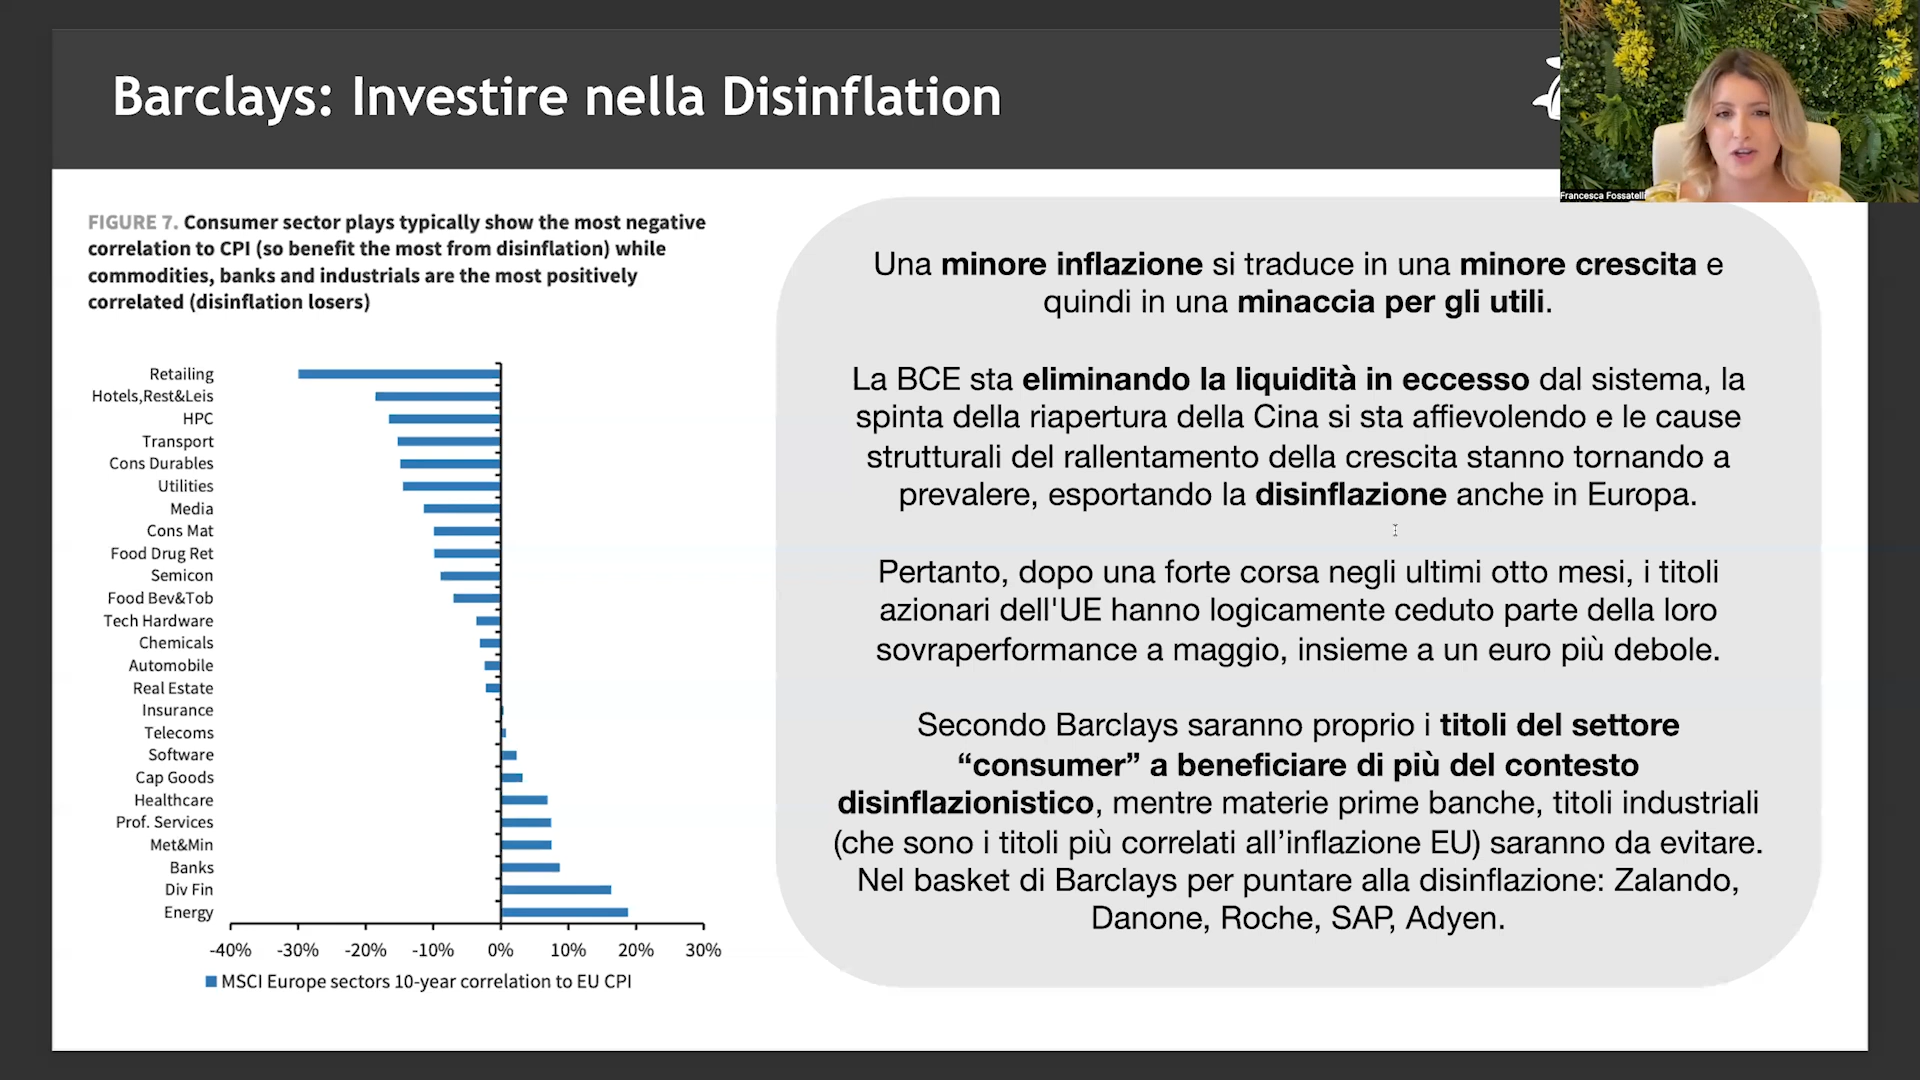 Barclays: Investire nella Disinflation
Francesca Fossatelli
FIGURE 7. Consumer sector plays typically show the most negative
correlation to CPI (so benefit the most from disinflation) while
commodities, banks and industrials are the most positively
correlated (disinflation losers)
Retailing
Hotels,Rest&Leis
HPC
Transport
Cons Durables
Utilities
Media
Cons Mat
Food Drug Ret
Semicon
Food Bev&Tob
Tech Hardware
Chemicals
Automobile
Real Estate
Insurance
Telecoms
Software
Cap Goods
Healthcare
Prof. Services
Met&Min
Banks
Div Fin
Energy
-40% -30% -20% -10% 0% 10% 20% 30%
MSCI Europe sectors 10-year correlation to EU CPI
Una minore inflazione si traduce in una minore crescita e
quindi in una minaccia per gli utili.
La BCE sta eliminando la liquidità in eccesso dal sistema, la
spinta della riapertura della Cina si sta affievolendo e le cause
strutturali del rallentamento della crescita stanno tornando a
prevalere, esportando la disinflazione anche in Europa.
Pertanto, dopo una forte corsa negli ultimi otto mesi, i titoli
azionari dell'UE hanno logicamente ceduto parte della loro
sovraperformance a maggio, insieme a un euro più debole.
Secondo Barclays saranno proprio i titoli del settore
“consumer” a beneficiare di più del contesto
disinflazionistico, mentre materie prime banche, titoli industriali
(che sono i titoli più correlati all’inflazione EU) saranno da evitare.
Nel basket di Barclays per puntare alla disinflazione: Zalando,
Danone, Roche, SAP, Adyen.